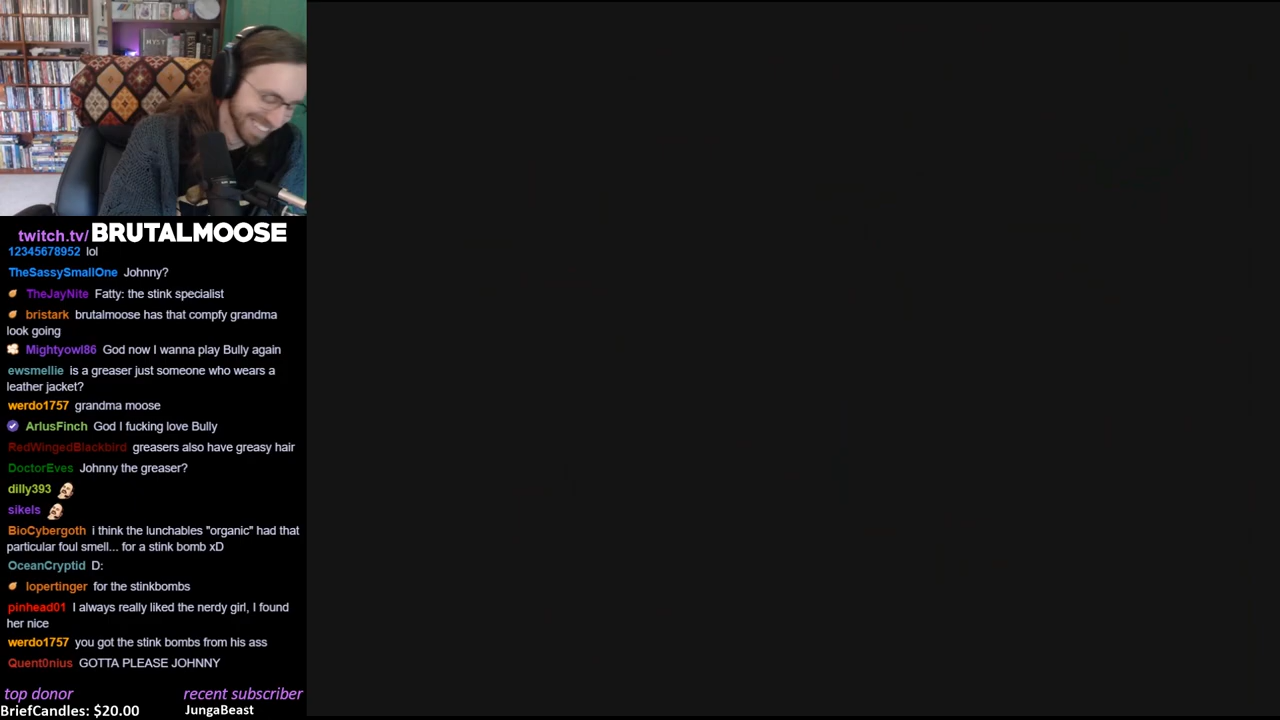 MYST
twitch.tv/BRUTALMOOSE
12345678952 lol
TheSassySmallOne Johnny?
TheJayNite Fatty: the stink specialist
bristark brutalmoose has that compfy grandma
look going
Mightyowl86 God now I wanna play Bully again
ewsmellie is a greaser just someone who wears a
leather jacket?
werdo1757 grandma moose
ArlusFinch God I fucking love Bully
RedWingedBlackbird greasers also have greasy hair
DoctorEves Johnny the greaser?
dilly393
sikels
BioCybergoth i think the lunchables "organic" had that
particular foul smell... for a stink bomb xD
OceanCryptid D:
lopertinger for the stinkbombs
pinhead01 I always really liked the nerdy girl, I found
her nice
werdo1757 you got the stink bombs from his ass
Quent0nius GOTTA PLEASE JOHNNY
top donor recent subscriber
BriefCandles: $20.00 JungaBeast